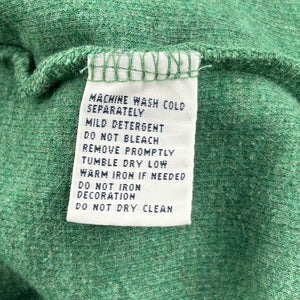 MACHINE WASH COLD
SEPARATELY
MILD DETERGENT
DO NOT BLEACH
REMOVE PROMPTLY
TUMBLE DRY LOW
WARM IRON IF NEEDED
DO NOT IRON
DECORATION
DO NOT DRY CLEAN